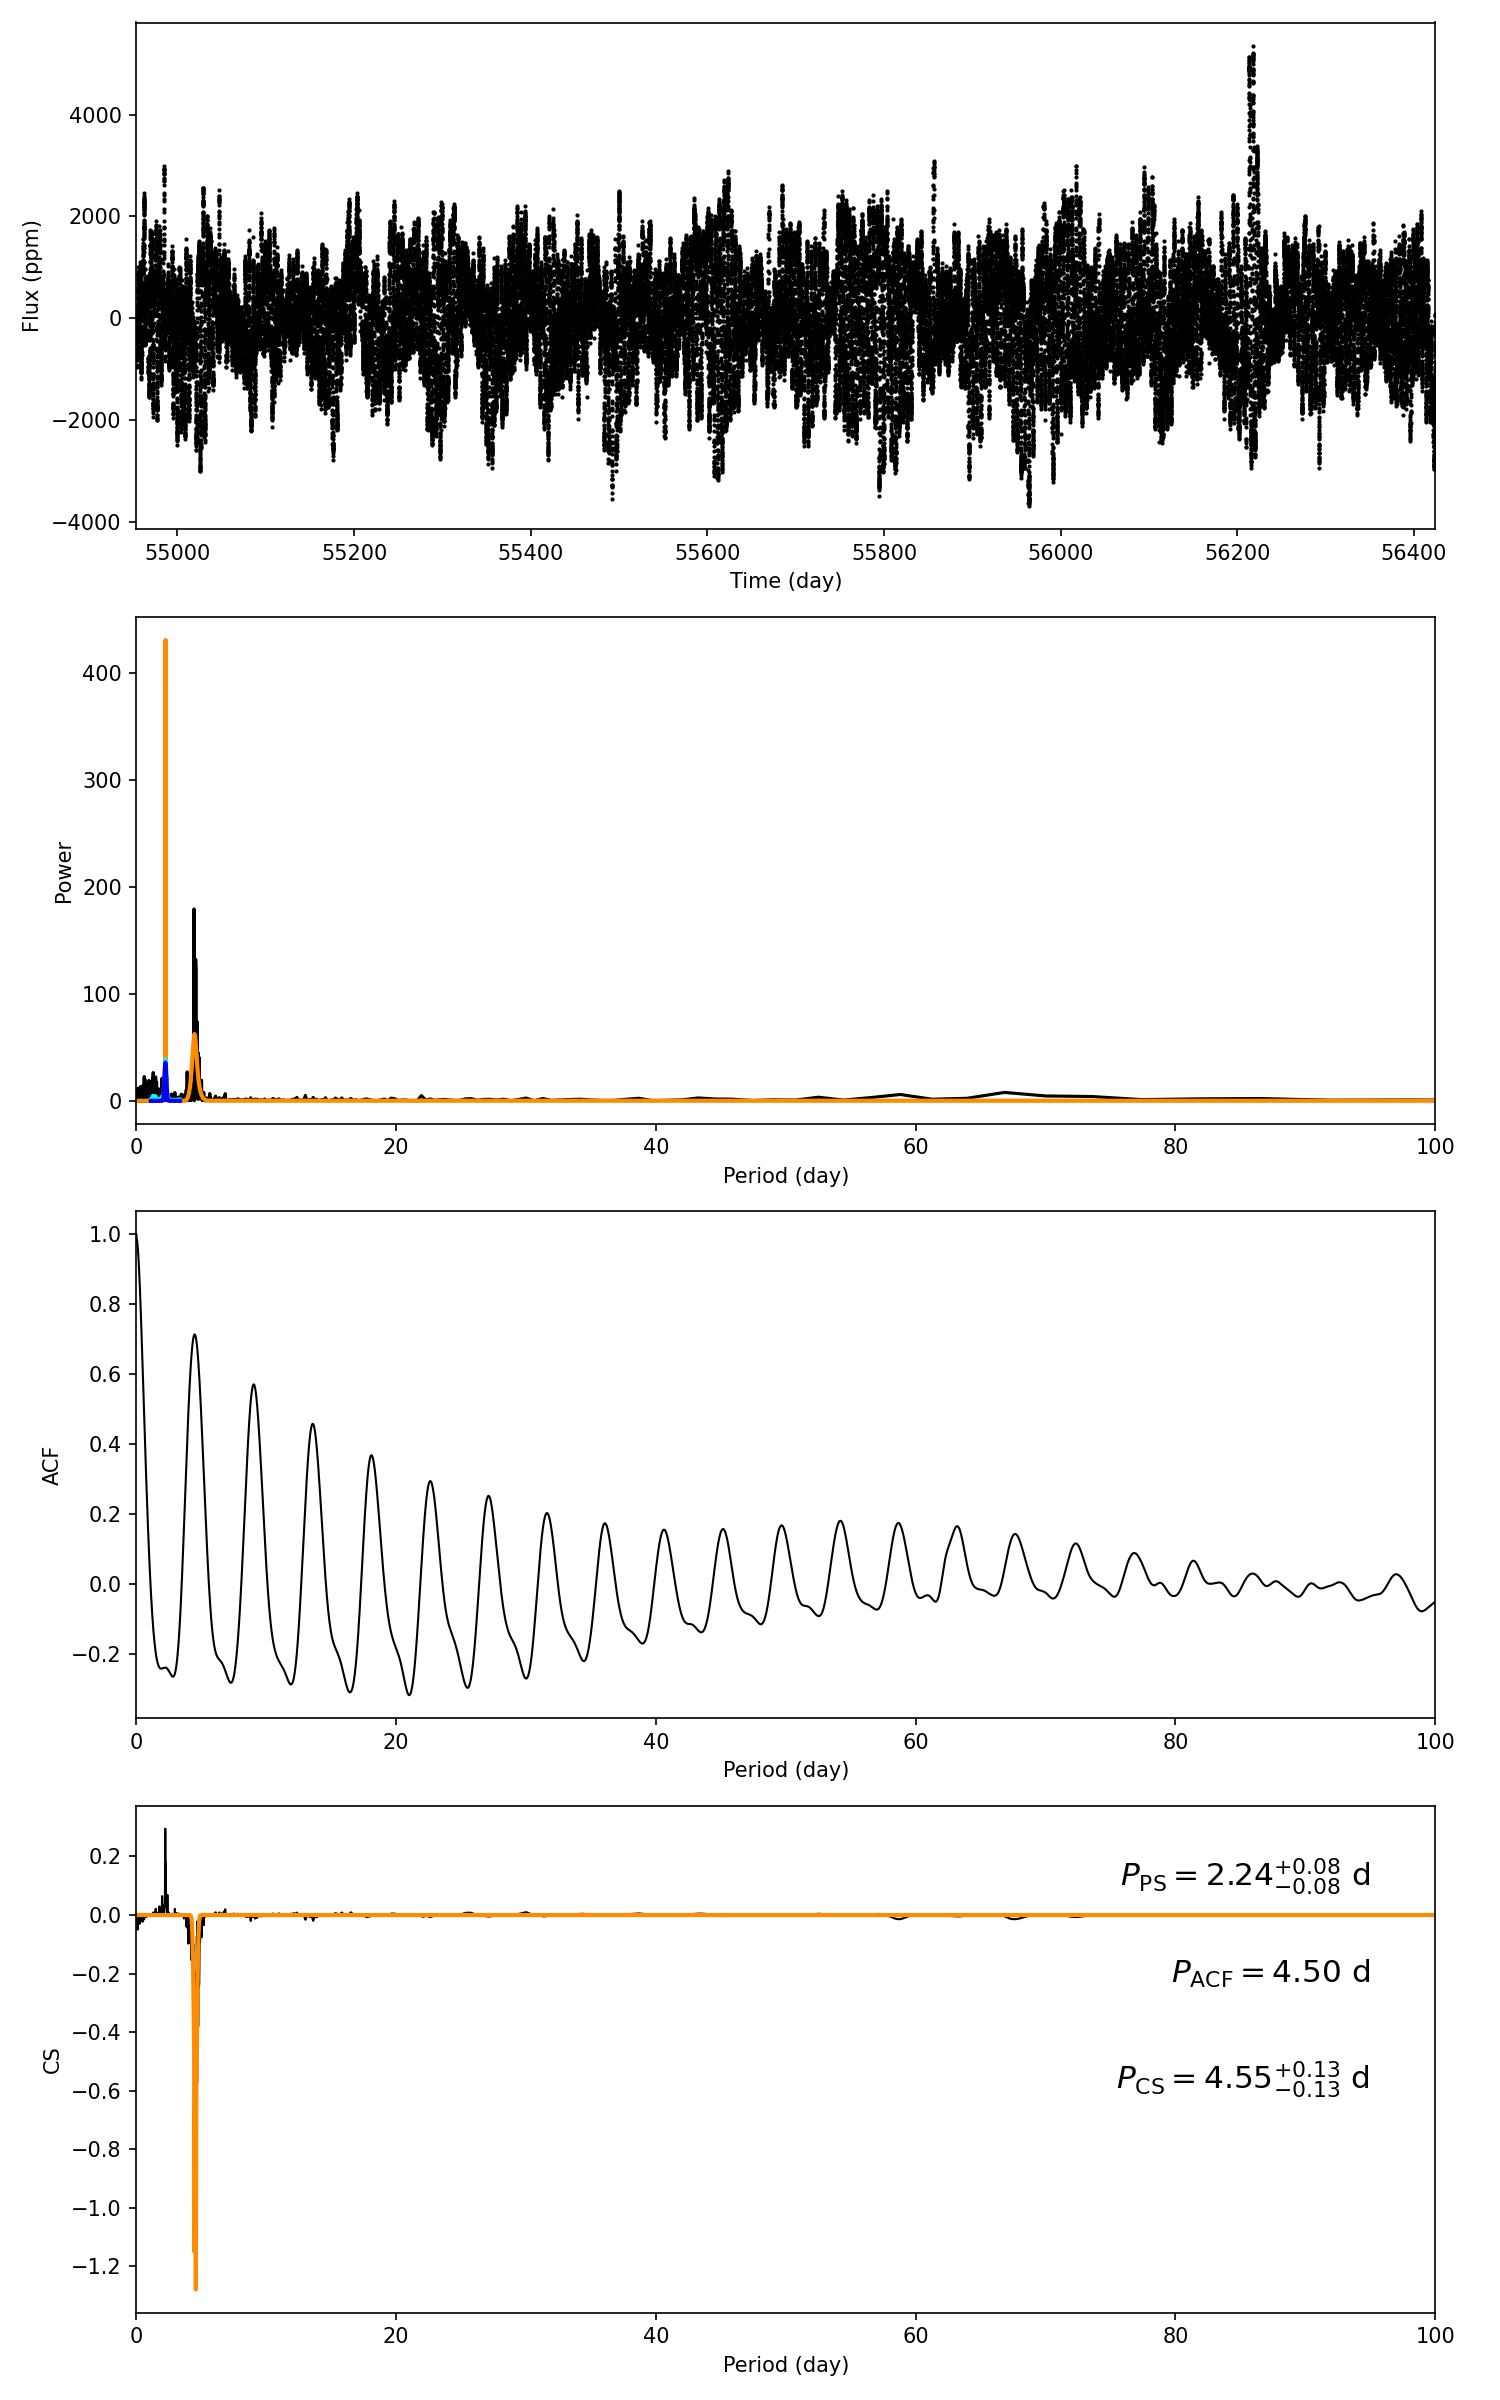 4000
2000
0
−2000
−4000
Flux (ppm)
55000 55200 55400 55600 55800 56000 56200 56400
Time (day)
400
300
200
100
0
Power
0 20 40 60 80 100
Period (day)
1.0
0.8
0.6
0.4
0.2
0.0
−0.2
ACF
0 20 40 60 80 100
Period (day)
0.2
0.0
−0.2
−0.4
−0.6
−0.8
−1.0
−1.2
CS
P_PS = 2.24^{+0.08}_{−0.08} d
P_ACF = 4.50 d
P_CS = 4.55^{+0.13}_{−0.13} d
0 20 40 60 80 100
Period (day)